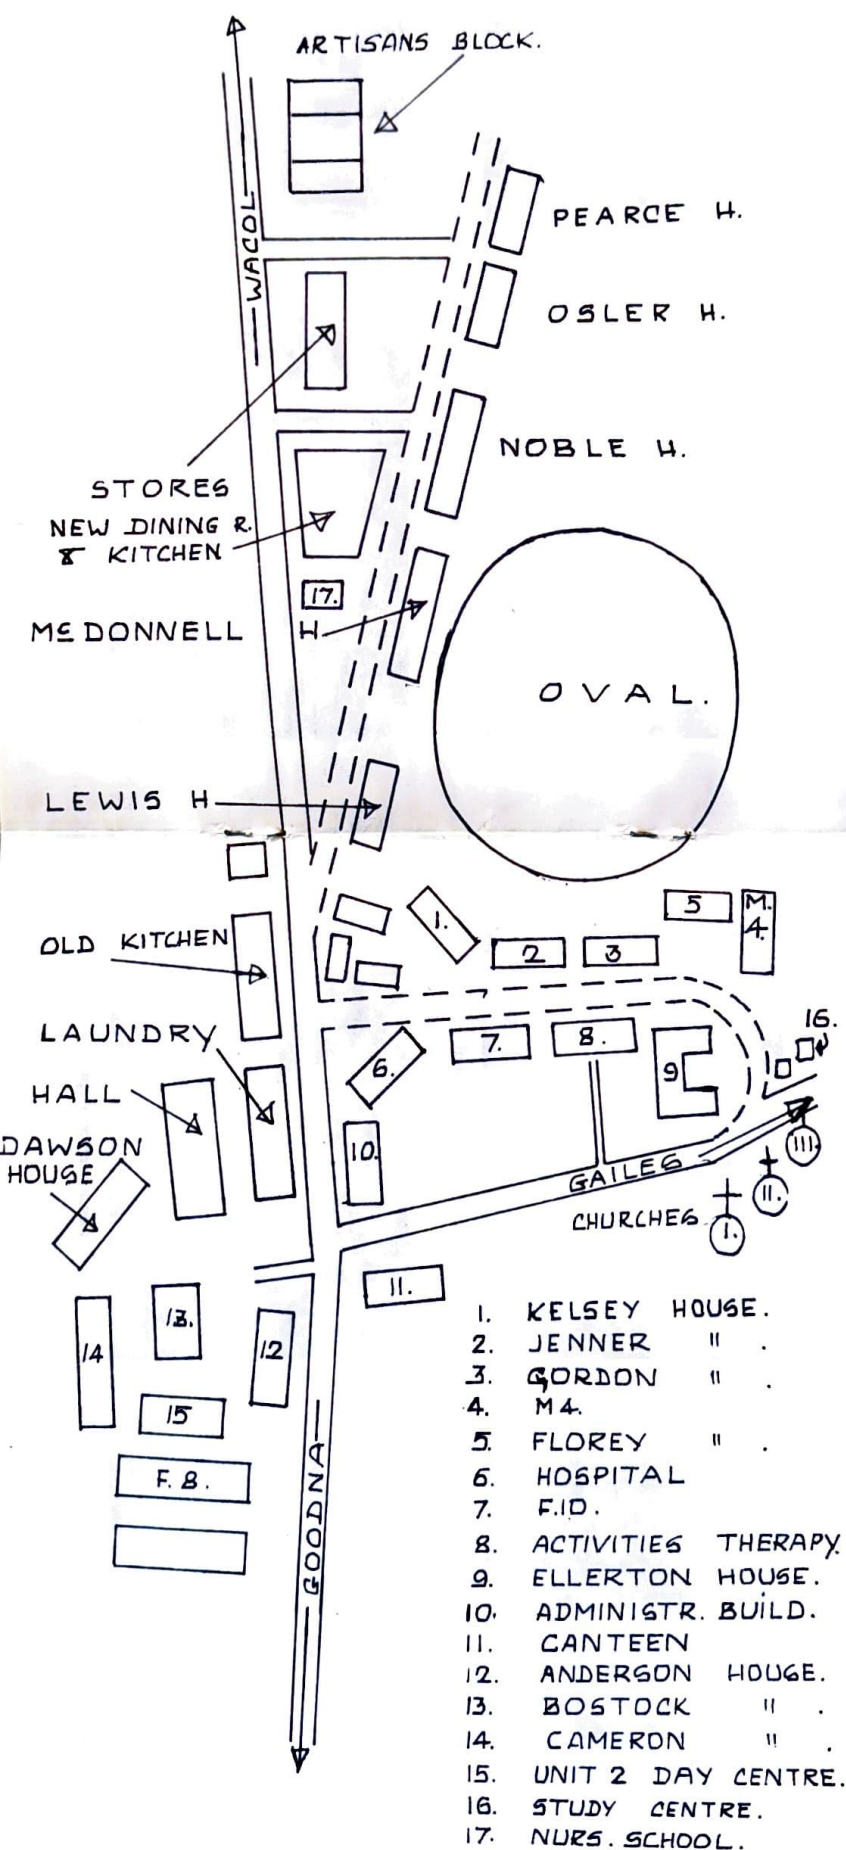 ARTISANS BLOCK.
WACOL
PEARCE H.
OSLER H.
NOBLE H.
STORES
NEW DINING R.
& KITCHEN
17.
McDONNELL H
OVAL.
LEWIS H
OLD KITCHEN
1.
2
3
5
M.
4.
LAUNDRY
6.
7.
8.
9
16.
HALL
10.
DAWSON
HOUSE
GAILES
CHURCHES
I.
II.
III.
11.
12
13.
14
15
F. 8.
GOODNA
1. KELSEY HOUSE.
2. JENNER " .
3. GORDON " .
4. M 4.
5. FLOREY " .
6. HOSPITAL
7. F.10.
8. ACTIVITIES THERAPY.
9. ELLERTON HOUSE.
10. ADMINISTR. BUILD.
11. CANTEEN
12. ANDERSON HOUSE.
13. BOSTOCK " .
14. CAMERON " .
15. UNIT 2 DAY CENTRE.
16. STUDY CENTRE.
17. NURS. SCHOOL.